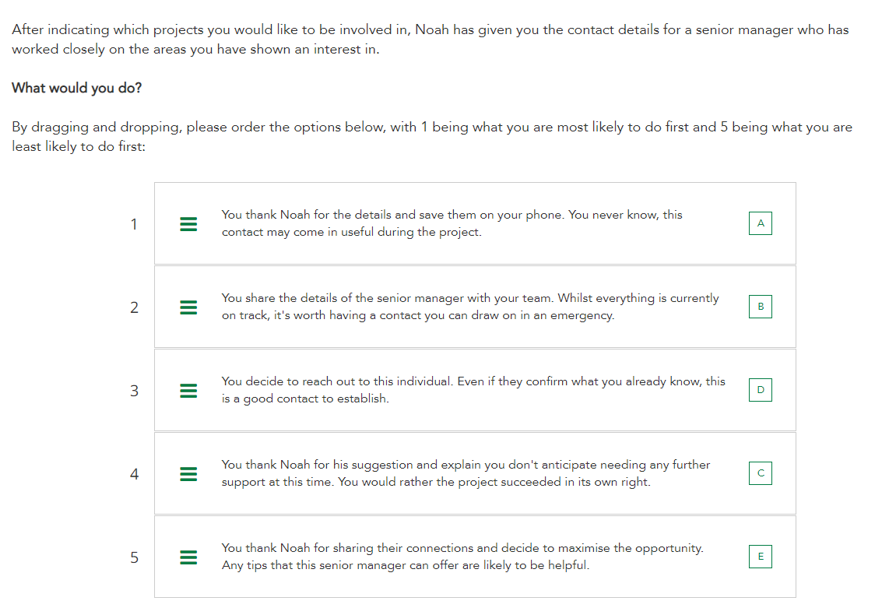 After indicating which projects you would like to be involved in, Noah has given you the contact details for a senior manager who has
worked closely on the areas you have shown an interest in.
What would you do?
By dragging and dropping, please order the options below, with 1 being what you are most likely to do first and 5 being what you are
least likely to do first:
1
You thank Noah for the details and save them on your phone. You never know, this
contact may come in useful during the project.
A
2
You share the details of the senior manager with your team. Whilst everything is currently
on track, it's worth having a contact you can draw on in an emergency.
B
3
You decide to reach out to this individual. Even if they confirm what you already know, this
is a good contact to establish.
D
4
You thank Noah for his suggestion and explain you don't anticipate needing any further
support at this time. You would rather the project succeeded in its own right.
C
5
You thank Noah for sharing their connections and decide to maximise the opportunity.
Any tips that this senior manager can offer are likely to be helpful.
E